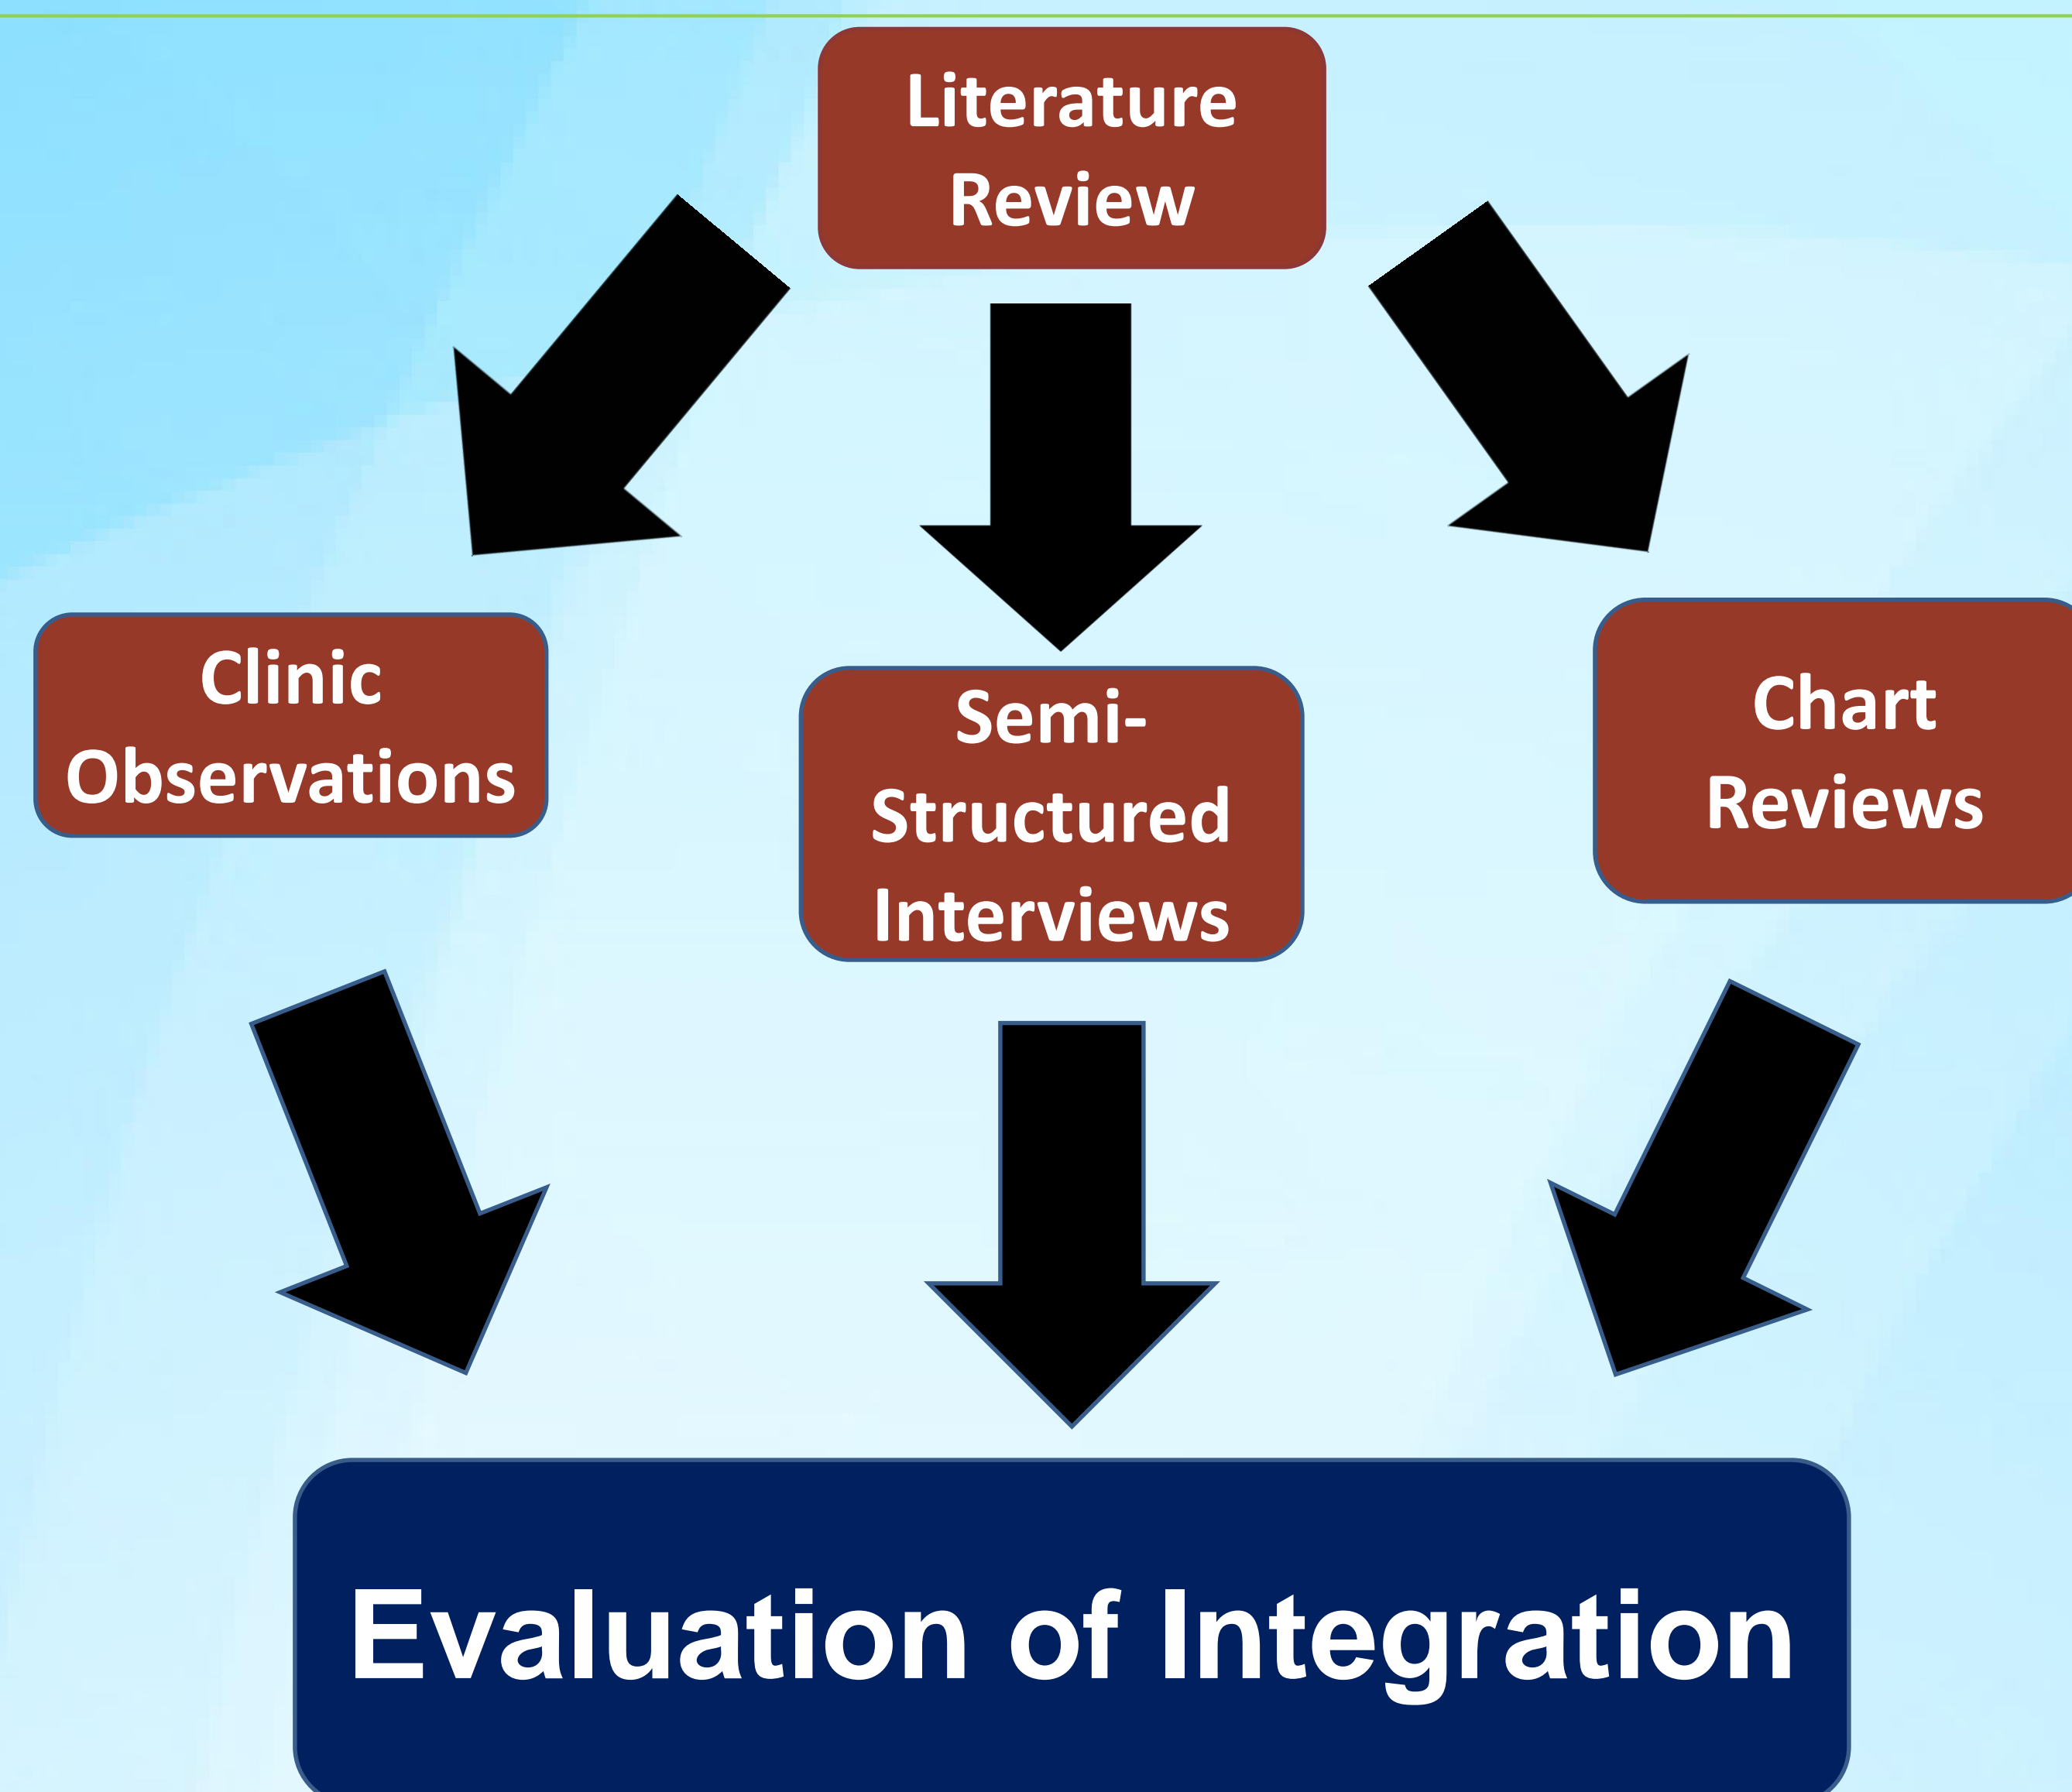 Literature
Review
Clinic
Observations
Semi-
Structured
Interviews
Chart
Reviews
Evaluation of Integration